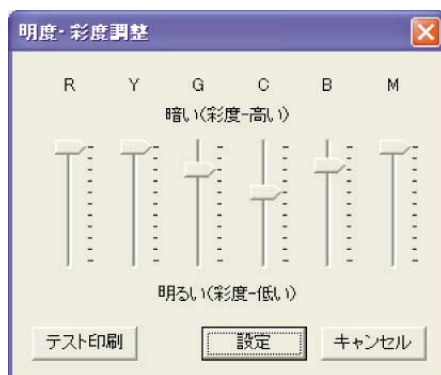 明度・彩度調整
R Y G C B M
暗い(彩度-高い)
明るい(彩度-低い)
テスト印刷 設定 キャンセル